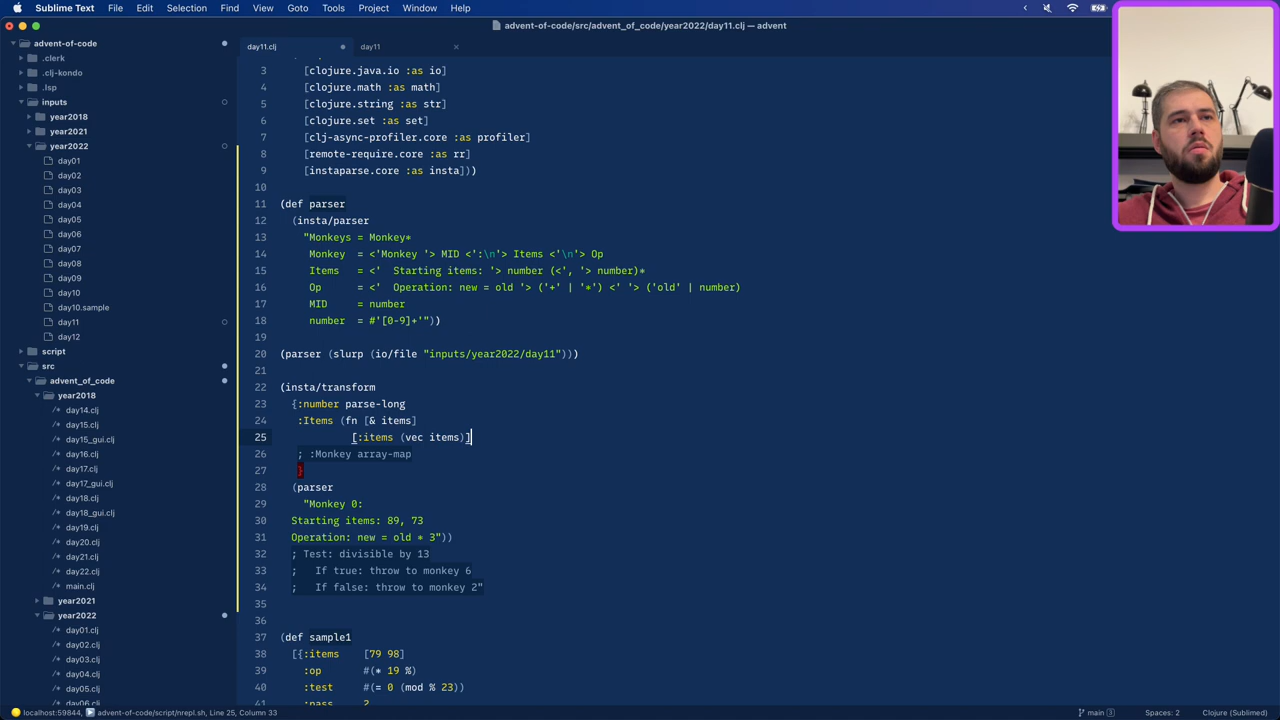 Sublime Text File Edit Selection Find View Goto Tools Project Window Help
advent-of-code/src/advent_of_code/year2022/day11.clj — advent
advent-of-code
.clerk
.clj-kondo
.lsp
inputs
year2018
year2021
year2022
day01
day02
day03
day04
day05
day06
day07
day08
day09
day10
day10.sample
day11
day12
script
src
advent_of_code
year2018
/* day14.clj
/* day15.clj
/* day15_gui.clj
/* day16.clj
/* day17.clj
/* day17_gui.clj
/* day18.clj
/* day18_gui.clj
/* day19.clj
/* day20.clj
/* day21.clj
/* day22.clj
/* main.clj
year2021
year2022
/* day01.clj
/* day02.clj
/* day03.clj
/* day04.clj
/* day05.clj
day11.clj day11
3 [clojure.java.io :as io]
4 [clojure.math :as math]
5 [clojure.string :as str]
6 [clojure.set :as set]
7 [clj-async-profiler.core :as profiler]
8 [remote-require.core :as rr]
9 [instaparse.core :as insta]))
10
11 (def parser
12 (insta/parser
13 "Monkeys = Monkey*
14 Monkey = <'Monkey '> MID <':\n'> Items <'\n'> Op
15 Items = <' Starting items: '> number (<', '> number)*
16 Op = <' Operation: new = old '> ('+' | '*') <' '> ('old' | number)
17 MID = number
18 number = #'[0-9]+'"))
19
20 (parser (slurp (io/file "inputs/year2022/day11")))
21
22 (insta/transform
23 {:number parse-long
24 :Items (fn [& items]
25 [:items (vec items)]
26 ; :Monkey array-map
27 }
28 (parser
29 "Monkey 0:
30 Starting items: 89, 73
31 Operation: new = old * 3"))
32 ; Test: divisible by 13
33 ; If true: throw to monkey 6
34 ; If false: throw to monkey 2"
35
36
37 (def sample1
38 [{:items [79 98]
39 :op #(* 19 %)
40 :test #(= 0 (mod % 23))
41 :pass 2
localhost:59844, advent-of-code/script/nrepl.sh, Line 25, Column 33 main 3 Spaces: 2 Clojure (Sublimed)